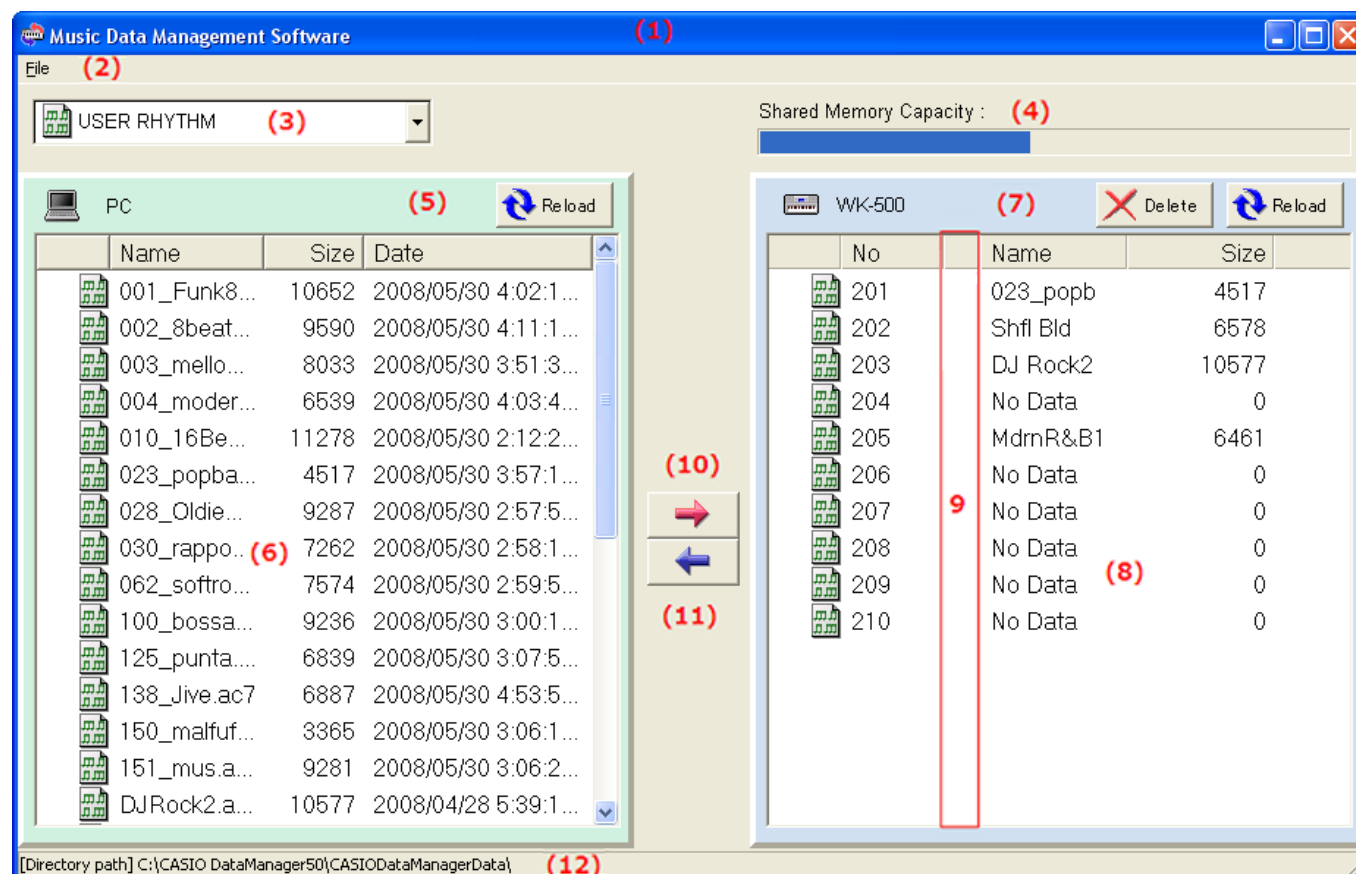 Music Data Management Software (1)
File (2)
USER RHYTHM (3)
Shared Memory Capacity : (4)
PC (5) Reload
WK-500 (7) Delete Reload
Name Size Date
No Name Size
001_Funk8... 10652 2008/05/30 4:02:1...
002_8beat... 9590 2008/05/30 4:11:1...
003_mello... 8033 2008/05/30 3:51:3...
004_moder... 6539 2008/05/30 4:03:4...
010_16Be... 11278 2008/05/30 2:12:2...
023_popba... 4517 2008/05/30 3:57:1...
028_Oldie... 9287 2008/05/30 2:57:5...
030_rappo.. (6) 7262 2008/05/30 2:58:1...
062_softro... 7574 2008/05/30 2:59:5...
100_bossa... 9236 2008/05/30 3:00:1...
125_punta.... 6839 2008/05/30 3:07:5...
138_Jive.ac7 6887 2008/05/30 4:53:5...
150_malfuf... 3365 2008/05/30 3:06:1...
151_mus.a... 9281 2008/05/30 3:06:2...
DJRock2.a... 10577 2008/04/28 5:39:1...
(10)
(11)
201 023_popb 4517
202 Shfl Bld 6578
203 DJ Rock2 10577
204 No Data 0
205 MdrnR&B1 6461
206 No Data 0
207 9 No Data 0
208 No Data (8) 0
209 No Data 0
210 No Data 0
[Directory path] C:\CASIO DataManager50\CASIODataManagerData\ (12)